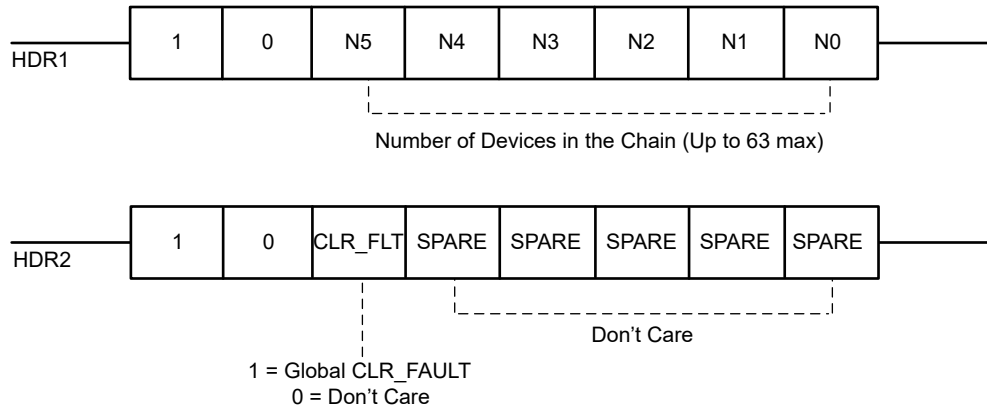 HDR1
1 0 N5 N4 N3 N2 N1 N0
Number of Devices in the Chain (Up to 63 max)
HDR2
1 0 CLR_FLT SPARE SPARE SPARE SPARE SPARE
Don't Care
1 = Global CLR_FAULT
0 = Don't Care